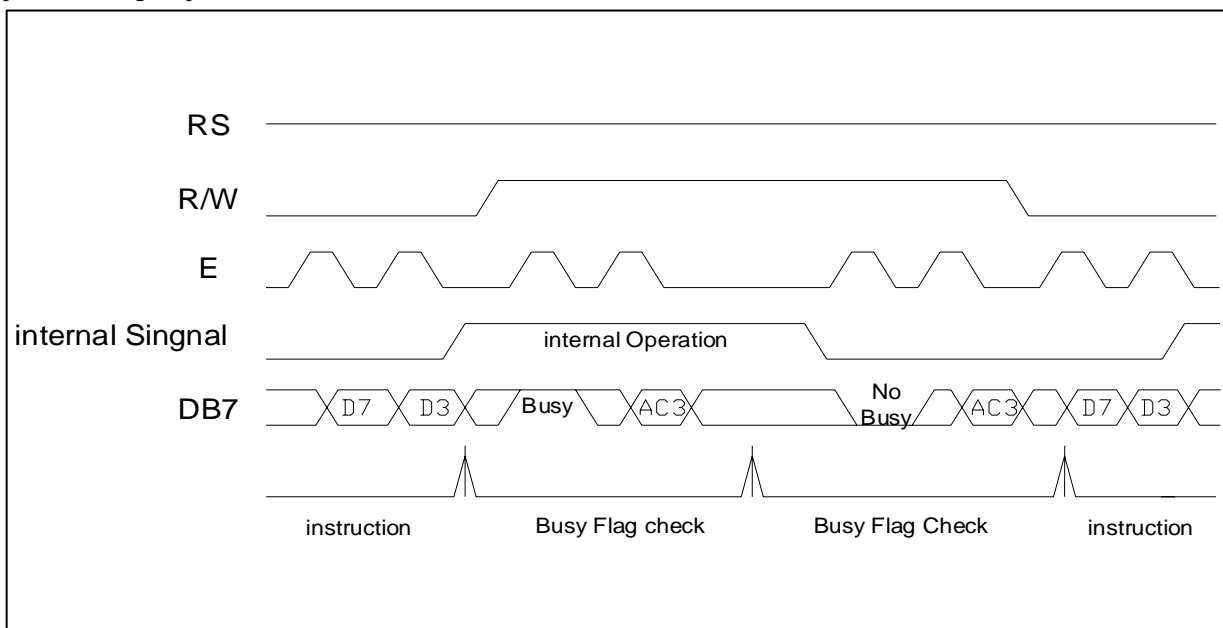 RS
R/W
E
internal Singnal
internal Operation
DB7
D7 D3 Busy AC3 No Busy AC3 D7 D3
instruction Busy Flag check Busy Flag Check instruction